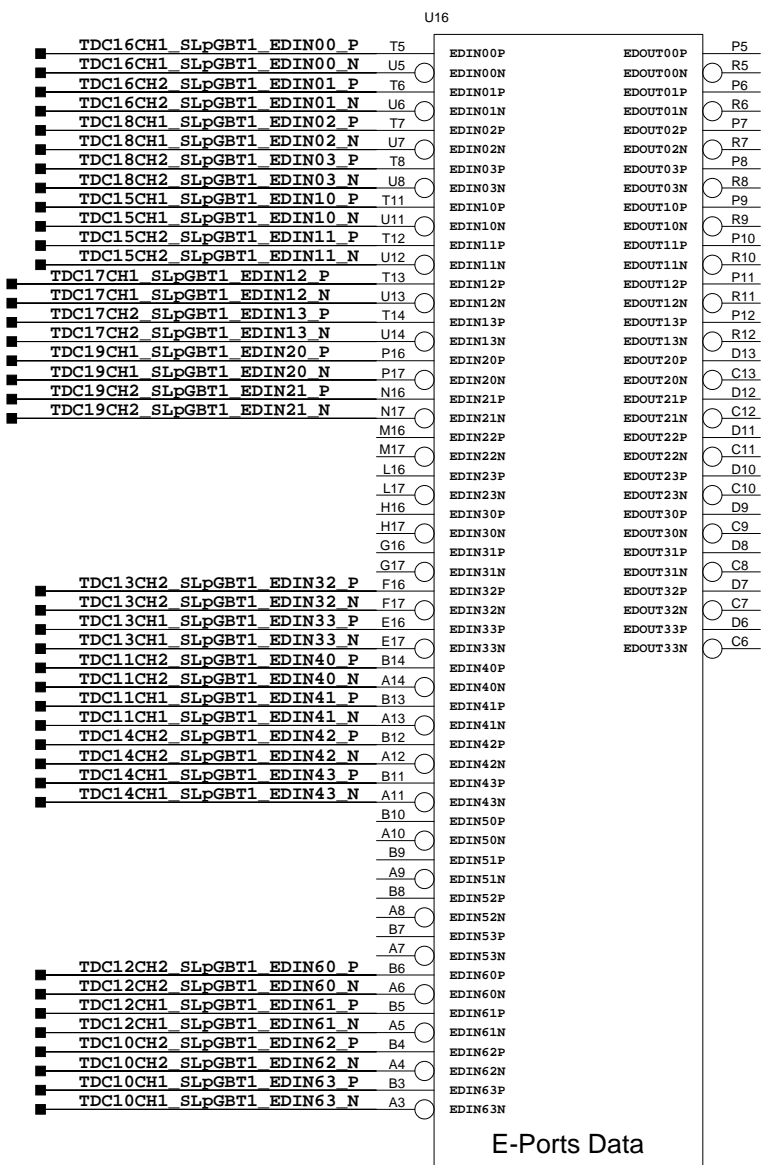 U16
TDC16CH1_SLpGBT1_EDIN00_P T5 EDIN00P EDOUT00P P5
TDC16CH1_SLpGBT1_EDIN00_N U5 EDIN00N EDOUT00N R5
TDC16CH2_SLpGBT1_EDIN01_P T6 EDIN01P EDOUT01P P6
TDC16CH2_SLpGBT1_EDIN01_N U6 EDIN01N EDOUT01N R6
TDC18CH1_SLpGBT1_EDIN02_P T7 EDIN02P EDOUT02P P7
TDC18CH1_SLpGBT1_EDIN02_N U7 EDIN02N EDOUT02N R7
TDC18CH2_SLpGBT1_EDIN03_P T8 EDIN03P EDOUT03P P8
TDC18CH2_SLpGBT1_EDIN03_N U8 EDIN03N EDOUT03N R8
TDC15CH1_SLpGBT1_EDIN10_P T11 EDIN10P EDOUT10P P9
TDC15CH1_SLpGBT1_EDIN10_N U11 EDIN10N EDOUT10N R9
TDC15CH2_SLpGBT1_EDIN11_P T12 EDIN11P EDOUT11P P10
TDC15CH2_SLpGBT1_EDIN11_N U12 EDIN11N EDOUT11N R10
TDC17CH1_SLpGBT1_EDIN12_P T13 EDIN12P EDOUT12P P11
TDC17CH1_SLpGBT1_EDIN12_N U13 EDIN12N EDOUT12N R11
TDC17CH2_SLpGBT1_EDIN13_P T14 EDIN13P EDOUT13P P12
TDC17CH2_SLpGBT1_EDIN13_N U14 EDIN13N EDOUT13N R12
TDC19CH1_SLpGBT1_EDIN20_P P16 EDIN20P EDOUT20P D13
TDC19CH1_SLpGBT1_EDIN20_N P17 EDIN20N EDOUT20N C13
TDC19CH2_SLpGBT1_EDIN21_P N16 EDIN21P EDOUT21P D12
TDC19CH2_SLpGBT1_EDIN21_N N17 EDIN21N EDOUT21N C12
M16 EDIN22P EDOUT22P D11
M17 EDIN22N EDOUT22N C11
L16 EDIN23P EDOUT23P D10
L17 EDIN23N EDOUT23N C10
H16 EDIN30P EDOUT30P D9
H17 EDIN30N EDOUT30N C9
G16 EDIN31P EDOUT31P D8
G17 EDIN31N EDOUT31N C8
TDC13CH2_SLpGBT1_EDIN32_P F16 EDIN32P EDOUT32P D7
TDC13CH2_SLpGBT1_EDIN32_N F17 EDIN32N EDOUT32N C7
TDC13CH1_SLpGBT1_EDIN33_P E16 EDIN33P EDOUT33P D6
TDC13CH1_SLpGBT1_EDIN33_N E17 EDIN33N EDOUT33N C6
TDC11CH2_SLpGBT1_EDIN40_P B14 EDIN40P
TDC11CH2_SLpGBT1_EDIN40_N A14 EDIN40N
TDC11CH1_SLpGBT1_EDIN41_P B13 EDIN41P
TDC11CH1_SLpGBT1_EDIN41_N A13 EDIN41N
TDC14CH2_SLpGBT1_EDIN42_P B12 EDIN42P
TDC14CH2_SLpGBT1_EDIN42_N A12 EDIN42N
TDC14CH1_SLpGBT1_EDIN43_P B11 EDIN43P
TDC14CH1_SLpGBT1_EDIN43_N A11 EDIN43N
B10 EDIN50P
A10 EDIN50N
B9 EDIN51P
A9 EDIN51N
B8 EDIN52P
A8 EDIN52N
B7 EDIN53P
A7 EDIN53N
TDC12CH2_SLpGBT1_EDIN60_P B6 EDIN60P
TDC12CH2_SLpGBT1_EDIN60_N A6 EDIN60N
TDC12CH1_SLpGBT1_EDIN61_P B5 EDIN61P
TDC12CH1_SLpGBT1_EDIN61_N A5 EDIN61N
TDC10CH2_SLpGBT1_EDIN62_P B4 EDIN62P
TDC10CH2_SLpGBT1_EDIN62_N A4 EDIN62N
TDC10CH1_SLpGBT1_EDIN63_P B3 EDIN63P
TDC10CH1_SLpGBT1_EDIN63_N A3 EDIN63N
E-Ports Data